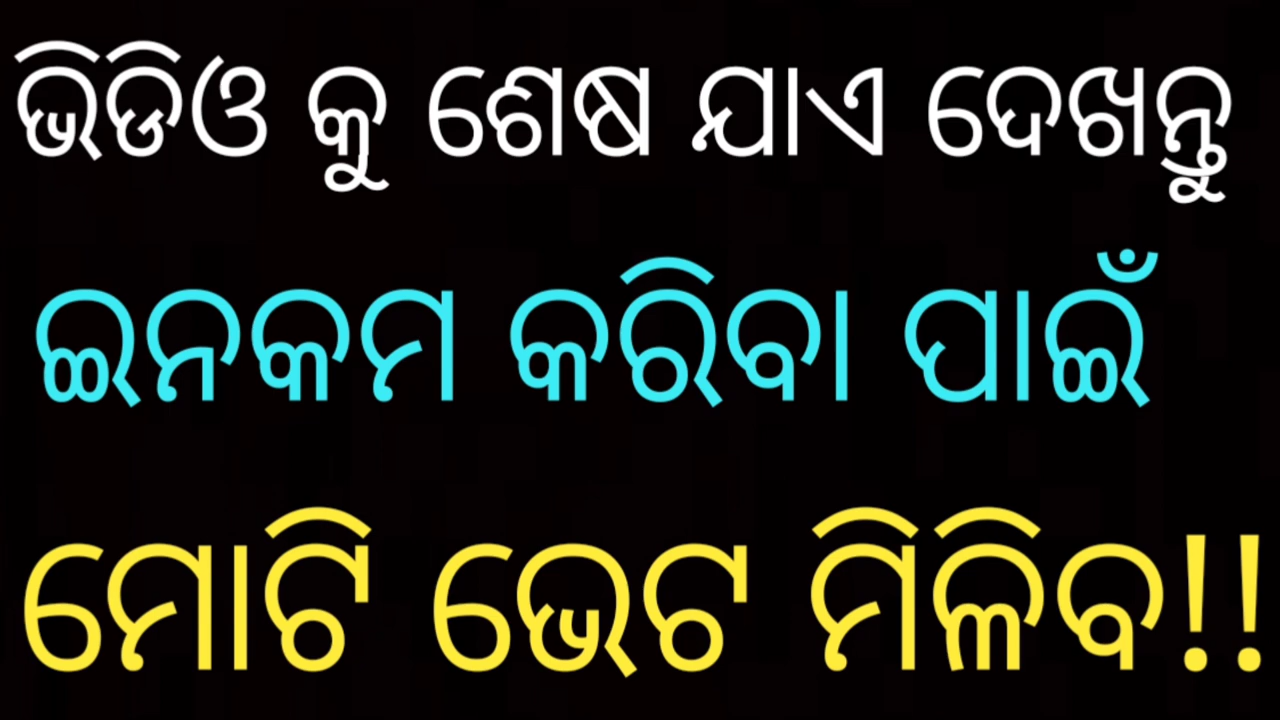 ଭିଡିଓ କୁ ଶେଷ ଯାଏ ଦେଖନ୍ତୁ
ଇନକମ କରିବା ପାଇଁ
ମୋଟି ଭେଟ ମିଳିବ!!